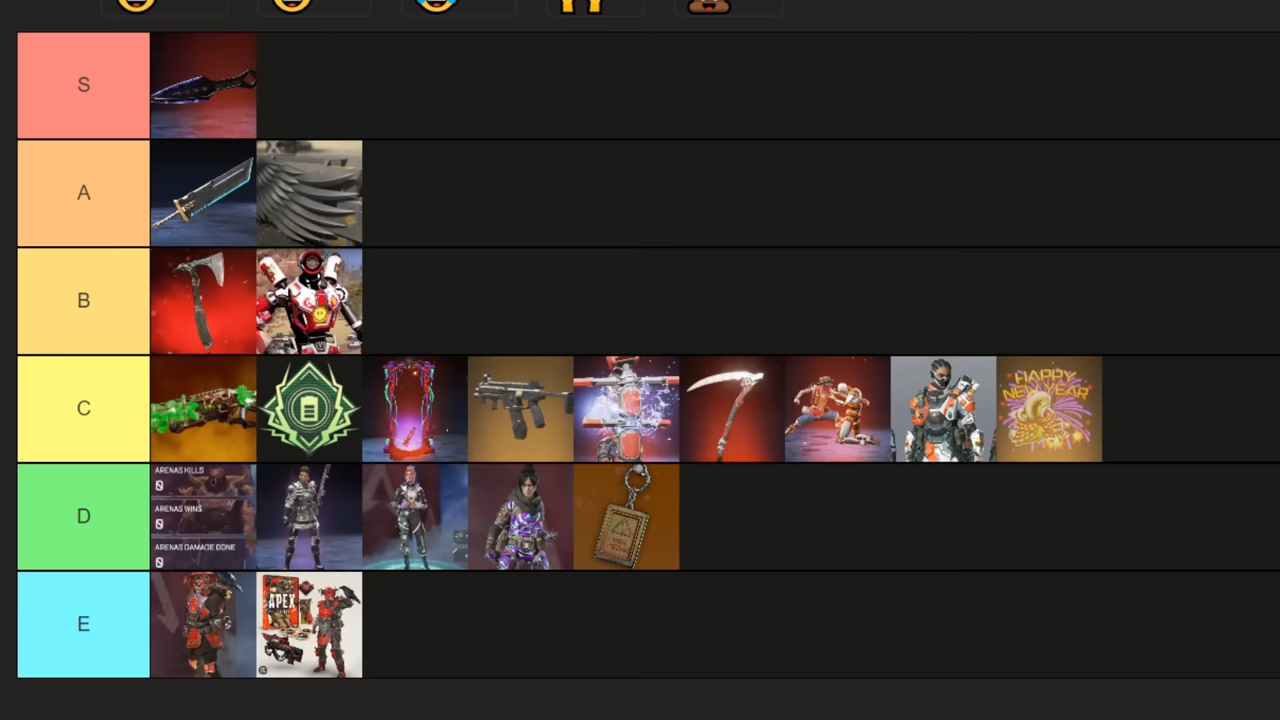 S
A
B
C
HAPPY
NEW YEAR
D
ARENAS KILLS
0
ARENAS WINS
0
ARENAS DAMAGE DONE
0
E
APEX